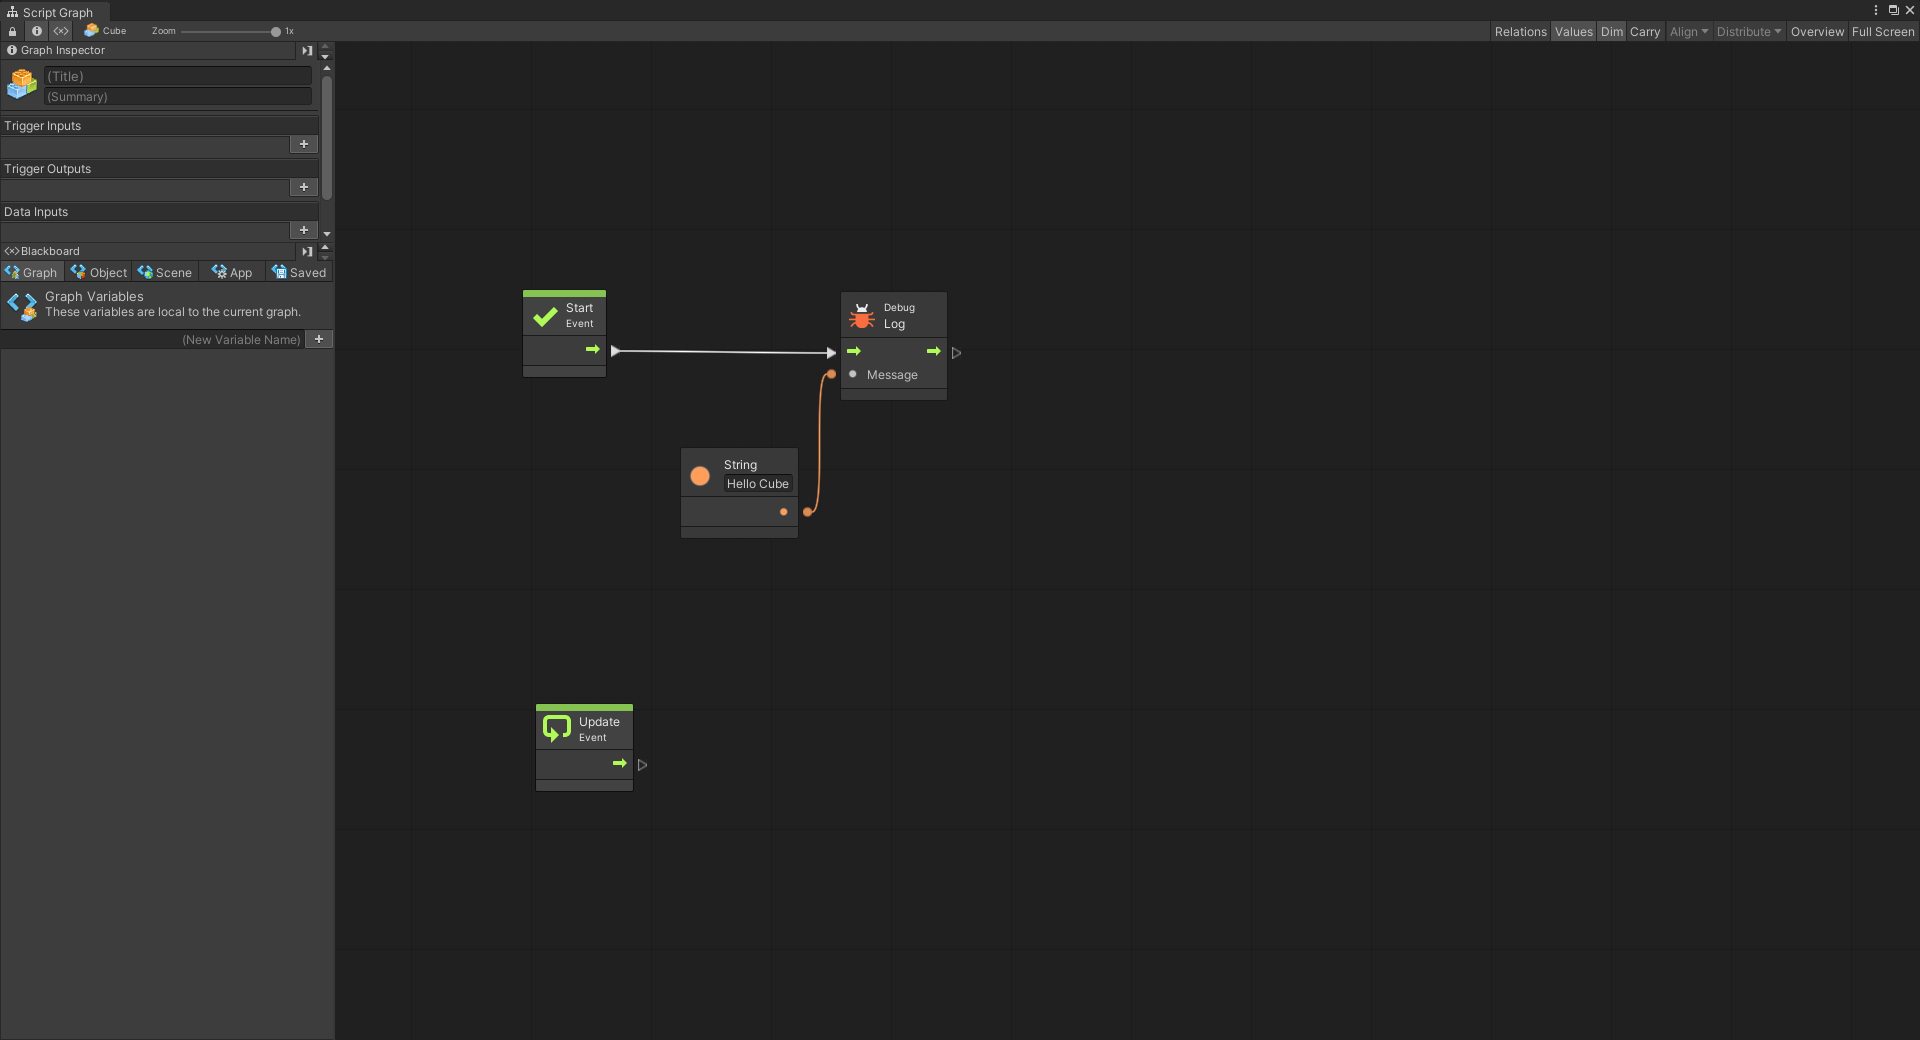 Script Graph
Cube Zoom 1x Relations Values Dim Carry Align Distribute Overview Full Screen
Graph Inspector
(Title)
(Summary)
Trigger Inputs
Trigger Outputs
Data Inputs
Blackboard
Graph Object Scene App Saved
Graph Variables
These variables are local to the current graph.
(New Variable Name)
Start
Event
Debug
Log
Message
String
Hello Cube
Update
Event